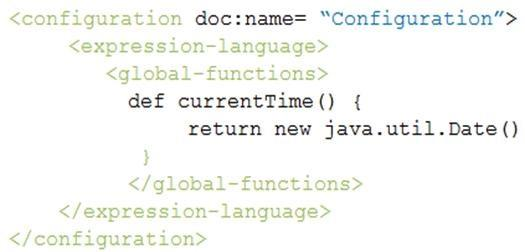 <configuration doc:name= “Configuration”>
<expression-language>
<global-functions>
def currentTime() {
return new java.util.Date()
}
</global-functions>
</expression-language>
</configuration>